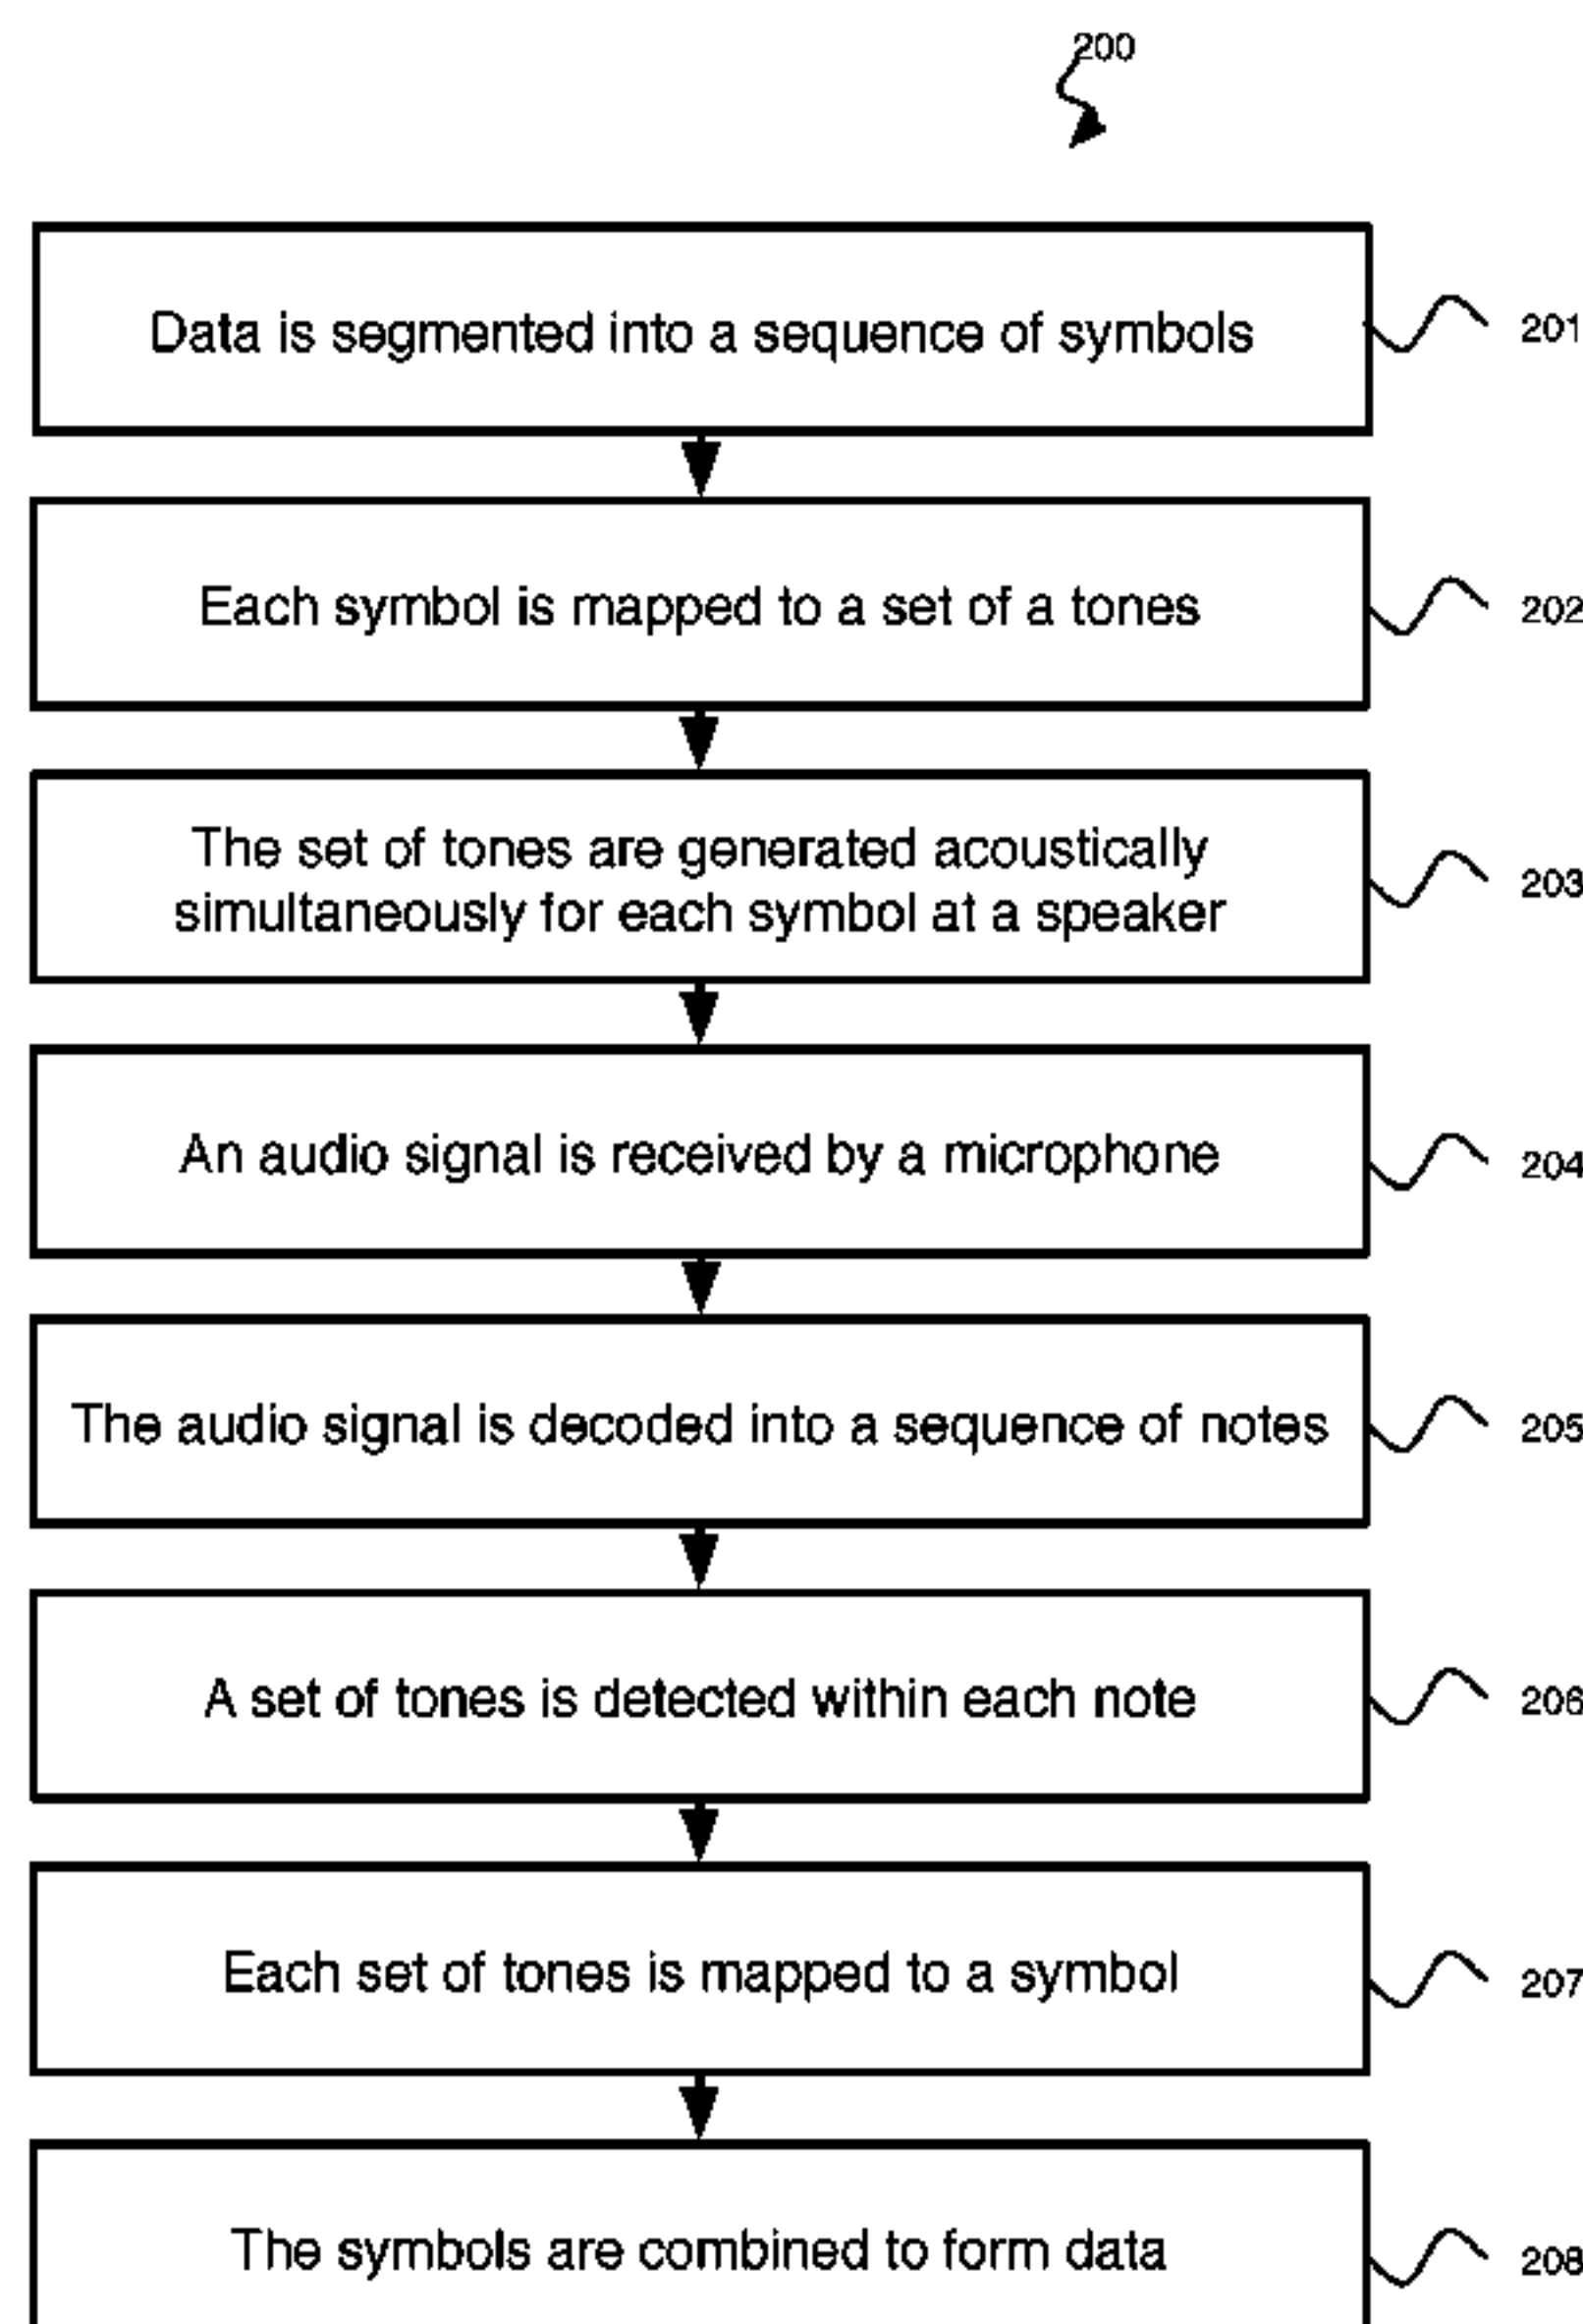 200
Data is segmented into a sequence of symbols
201
Each symbol is mapped to a set of a tones
202
The set of tones are generated acoustically
simultaneously for each symbol at a speaker
203
An audio signal is received by a microphone
204
The audio signal is decoded into a sequence of notes
205
A set of tones is detected within each note
206
Each set of tones is mapped to a symbol
207
The symbols are combined to form data
208